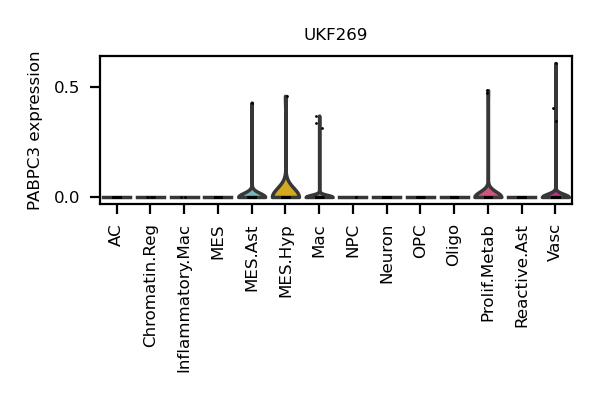 UKF269
PABPC3 expression
0.5
0.0
AC
Chromatin.Reg
Inflammatory.Mac
MES
MES.Ast
MES.Hyp
Mac
NPC
Neuron
OPC
Oligo
Prolif.Metab
Reactive.Ast
Vasc